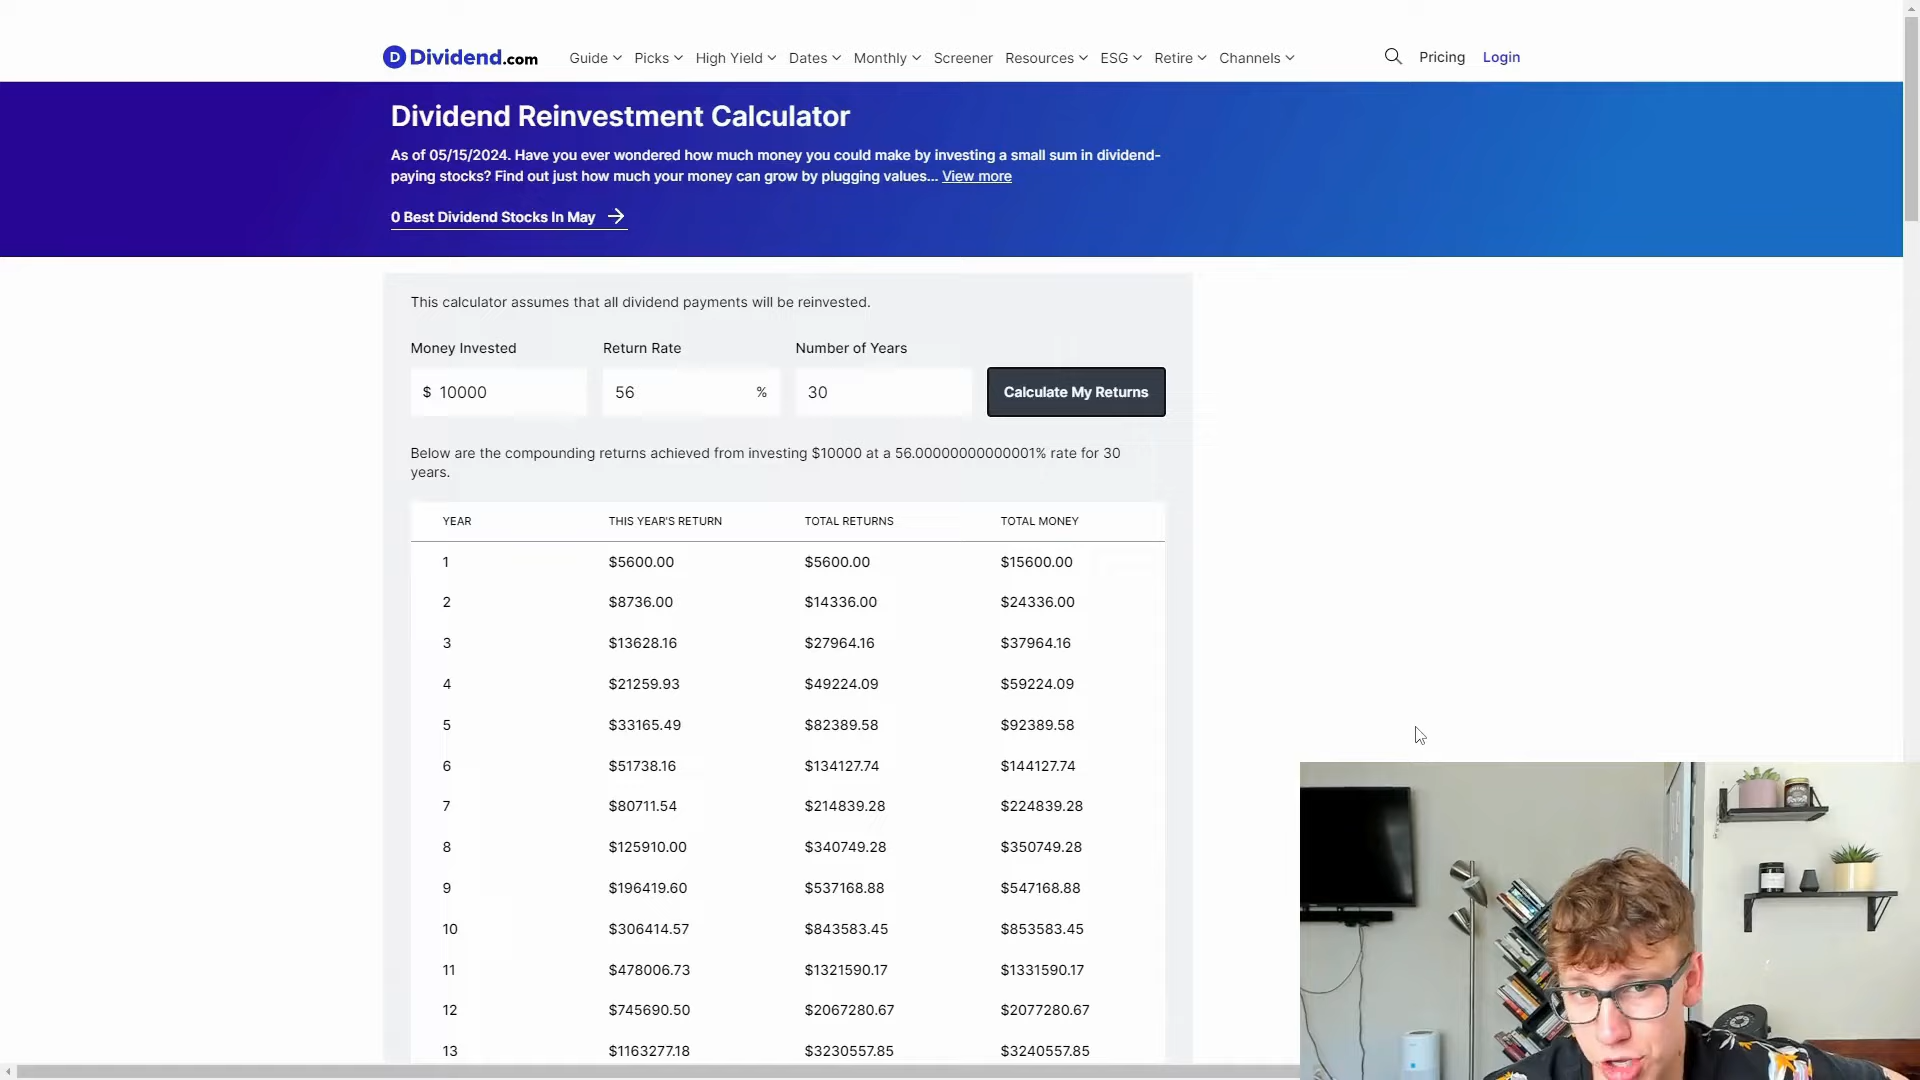 Dividend.com
Guide Picks High Yield Dates Monthly Screener Resources ESG Retire Channels Pricing Login
Dividend Reinvestment Calculator
As of 05/15/2024. Have you ever wondered how much money you could make by investing a small sum in dividend-
paying stocks? Find out just how much your money can grow by plugging values... View more
0 Best Dividend Stocks In May
This calculator assumes that all dividend payments will be reinvested.
Money Invested Return Rate Number of Years
$ 10000 56 % 30 Calculate My Returns
Below are the compounding returns achieved from investing $10000 at a 56.00000000000001% rate for 30
years.
YEAR THIS YEAR'S RETURN TOTAL RETURNS TOTAL MONEY
1 $5600.00 $5600.00 $15600.00
2 $8736.00 $14336.00 $24336.00
3 $13628.16 $27964.16 $37964.16
4 $21259.93 $49224.09 $59224.09
5 $33165.49 $82389.58 $92389.58
6 $51738.16 $134127.74 $144127.74
7 $80711.54 $214839.28 $224839.28
8 $125910.00 $340749.28 $350749.28
9 $196419.60 $537168.88 $547168.88
10 $306414.57 $843583.45 $853583.45
11 $478006.73 $1321590.17 $1331590.17
12 $745690.50 $2067280.67 $2077280.67
13 $1163277.18 $3230557.85 $3240557.85